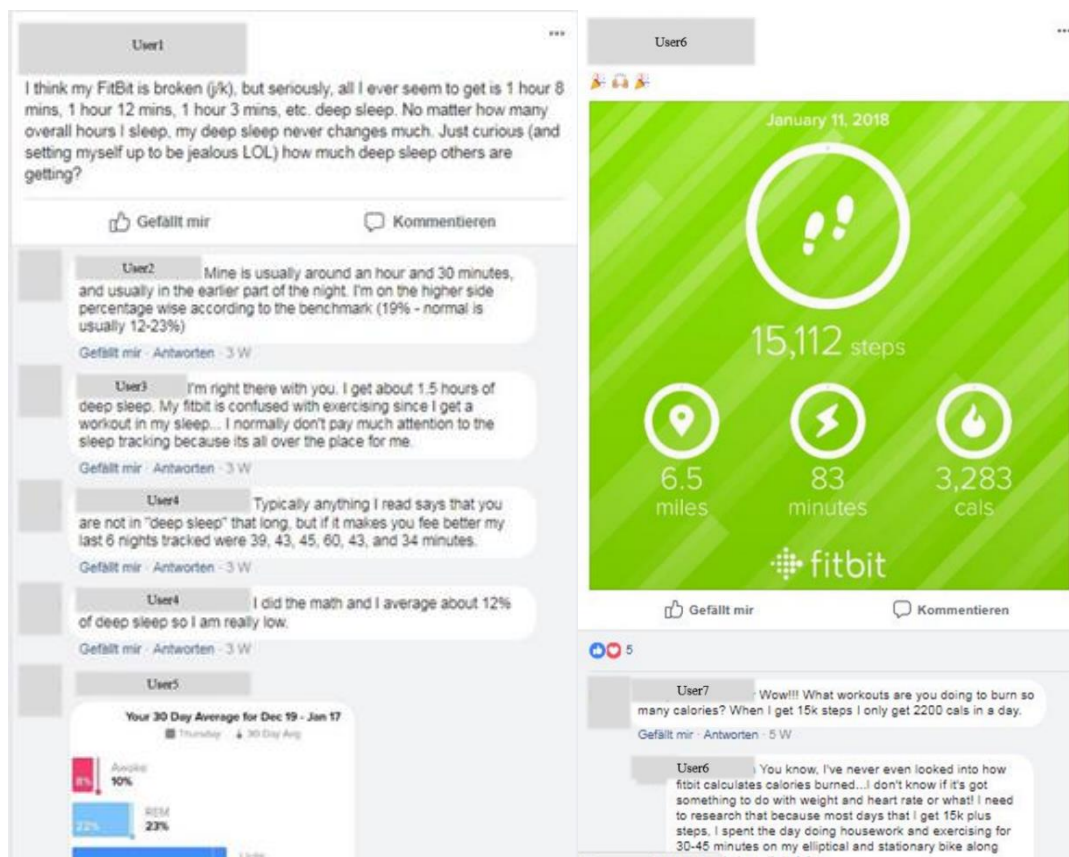 User1
I think my FitBit is broken (j/k), but seriously, all I ever seem to get is 1 hour 8
mins, 1 hour 12 mins, 1 hour 3 mins, etc. deep sleep. No matter how many
overall hours I sleep, my deep sleep never changes much. Just curious (and
setting myself up to be jealous LOL) how much deep sleep others are
getting?
Gefällt mir
Kommentieren
User2 Mine is usually around an hour and 30 minutes,
and usually in the earlier part of the night. I'm on the higher side
percentage wise according to the benchmark (19% - normal is
usually 12-23%)
Gefällt mir · Antworten · 3 W
User3 I'm right there with you. I get about 1.5 hours of
deep sleep. My fitbit is confused with exercising since I get a
workout in my sleep... I normally don't pay much attention to the
sleep tracking because its all over the place for me.
Gefällt mir · Antworten · 3 W
User4 Typically anything I read says that you
are not in "deep sleep" that long, but if it makes you fee better my
last 6 nights tracked were 39, 43, 45, 60, 43, and 34 minutes.
Gefällt mir · Antworten · 3 W
User4 I did the math and I average about 12%
of deep sleep so I am really low.
Gefällt mir · Antworten · 3 W
User5
Your 30 Day Average for Dec 19 - Jan 17
Thursday 30 Day Avg
Awake
8% 10%
REM
22% 23%
User6
January 11, 2018
15,112 steps
6.5 83 3,283
miles minutes cals
fitbit
Gefällt mir
Kommentieren
5
User7 Wow!!! What workouts are you doing to burn so
many calories? When I get 15k steps I only get 2200 cals in a day.
Gefällt mir · Antworten · 5 W
User6 You know, I've never even looked into how
fitbit calculates calories burned...I don't know if it's got
something to do with weight and heart rate or what! I need
to research that because most days that I get 15k plus
steps, I spent the day doing housework and exercising for
30-45 minutes on my elliptical and stationary bike along